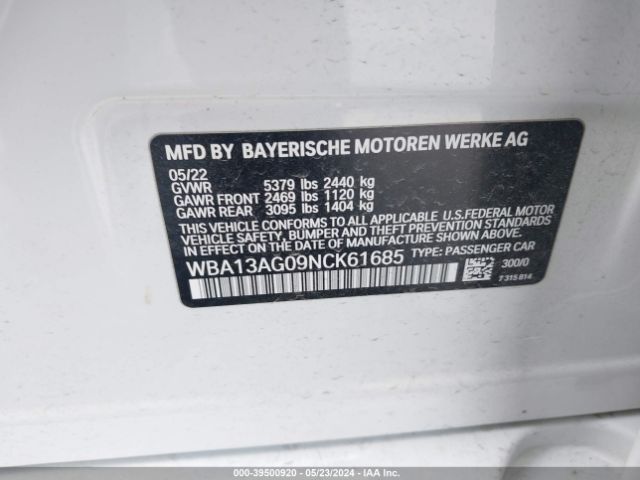 MFD BY BAYERISCHE MOTOREN WERKE AG
05/22
GVWR 5379 lbs 2440 kg
GAWR FRONT 2469 lbs 1120 kg
GAWR REAR 3095 lbs 1404 kg
THIS VEHICLE CONFORMS TO ALL APPLICABLE U.S.FEDERAL MOTOR
VEHICLE SAFETY, BUMPER AND THEFT PREVENTION STANDARDS
IN EFFECT ON THE DATE OF MANUFACTURE SHOWN ABOVE.
WBA13AG09NCK61685 TYPE: PASSENGER CAR
300/0
7315814
000-39500920 - 05/23/2024 - IAA Inc.